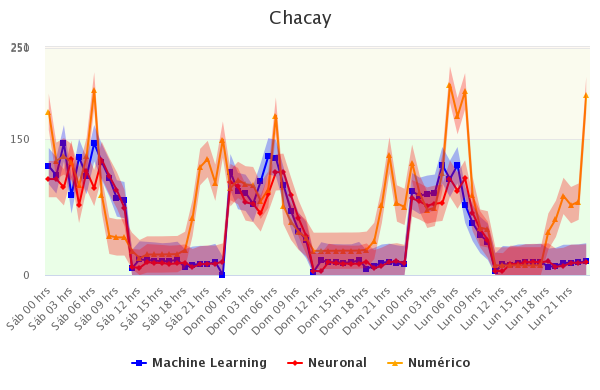 Chacay
250
251
150
0
Sáb 00 hrs
Sáb 03 hrs
Sáb 06 hrs
Sáb 09 hrs
Sáb 12 hrs
Sáb 15 hrs
Sáb 18 hrs
Sáb 21 hrs
Dom 00 hrs
Dom 03 hrs
Dom 06 hrs
Dom 09 hrs
Dom 12 hrs
Dom 15 hrs
Dom 18 hrs
Dom 21 hrs
Lun 00 hrs
Lun 03 hrs
Lun 06 hrs
Lun 09 hrs
Lun 12 hrs
Lun 15 hrs
Lun 18 hrs
Lun 21 hrs
Machine Learning Neuronal Numérico